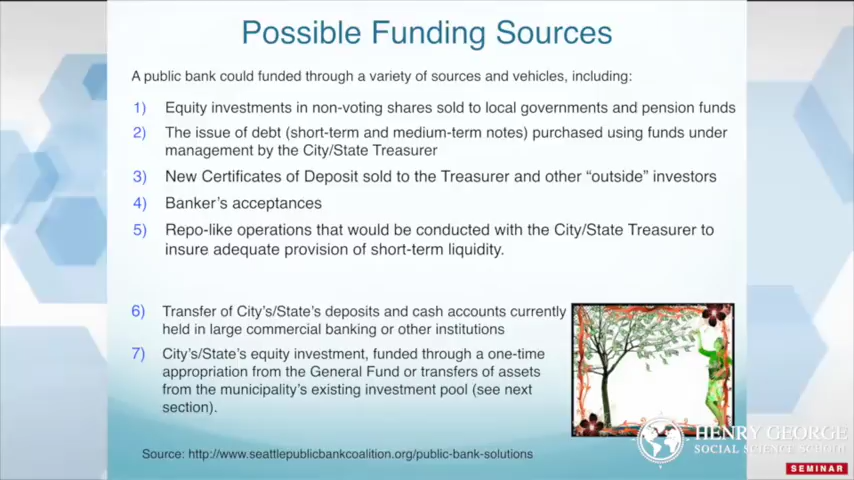 Possible Funding Sources
A public bank could funded through a variety of sources and vehicles, including:
1) Equity investments in non-voting shares sold to local governments and pension funds
2) The issue of debt (short-term and medium-term notes) purchased using funds under
management by the City/State Treasurer
3) New Certificates of Deposit sold to the Treasurer and other “outside” investors
4) Banker’s acceptances
5) Repo-like operations that would be conducted with the City/State Treasurer to
insure adequate provision of short-term liquidity.
6) Transfer of City’s/State’s deposits and cash accounts currently
held in large commercial banking or other institutions
7) City’s/State’s equity investment, funded through a one-time
appropriation from the General Fund or transfers of assets
from the municipality’s existing investment pool (see next
section).
Source: http://www.seattlepublicbankcoalition.org/public-bank-solutions
HENRY GEORGE
SOCIAL SCIENCE SCHOOL
SEMINAR